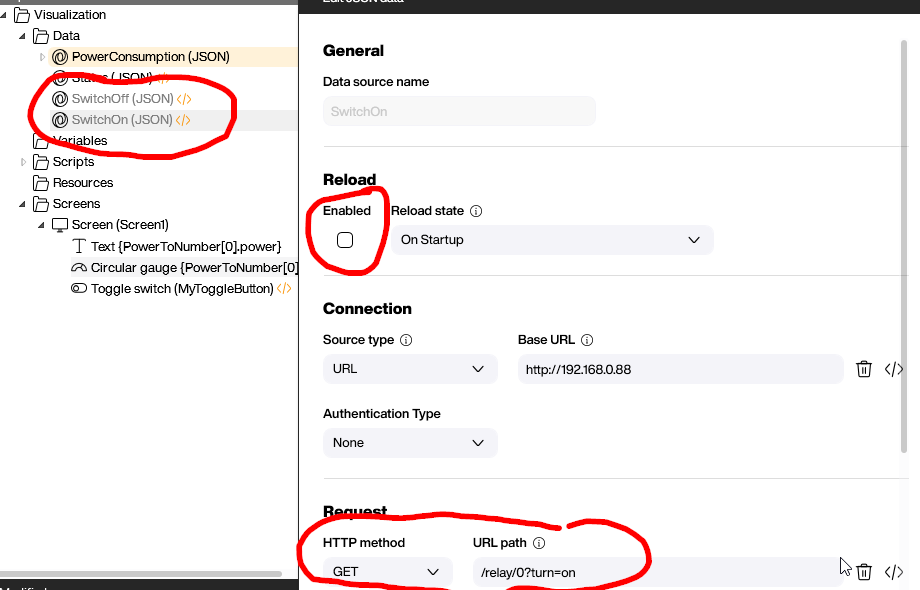 Edit JSON data
Visualization
Data
PowerConsumption (JSON)
States (JSON) </>
SwitchOff (JSON) </>
SwitchOn (JSON) </>
Variables
Scripts
Resources
Screens
Screen (Screen1)
Text {PowerToNumber[0].power}
Circular gauge {PowerToNumber[0]
Toggle switch (MyToggleButton) </>
General
Data source name
SwitchOn
Reload
Enabled
Reload state
On Startup
Connection
Source type
Base URL
URL
http://192.168.0.88
</>
Authentication Type
None
Request
HTTP method
URL path
GET
/relay/0?turn=on
</>